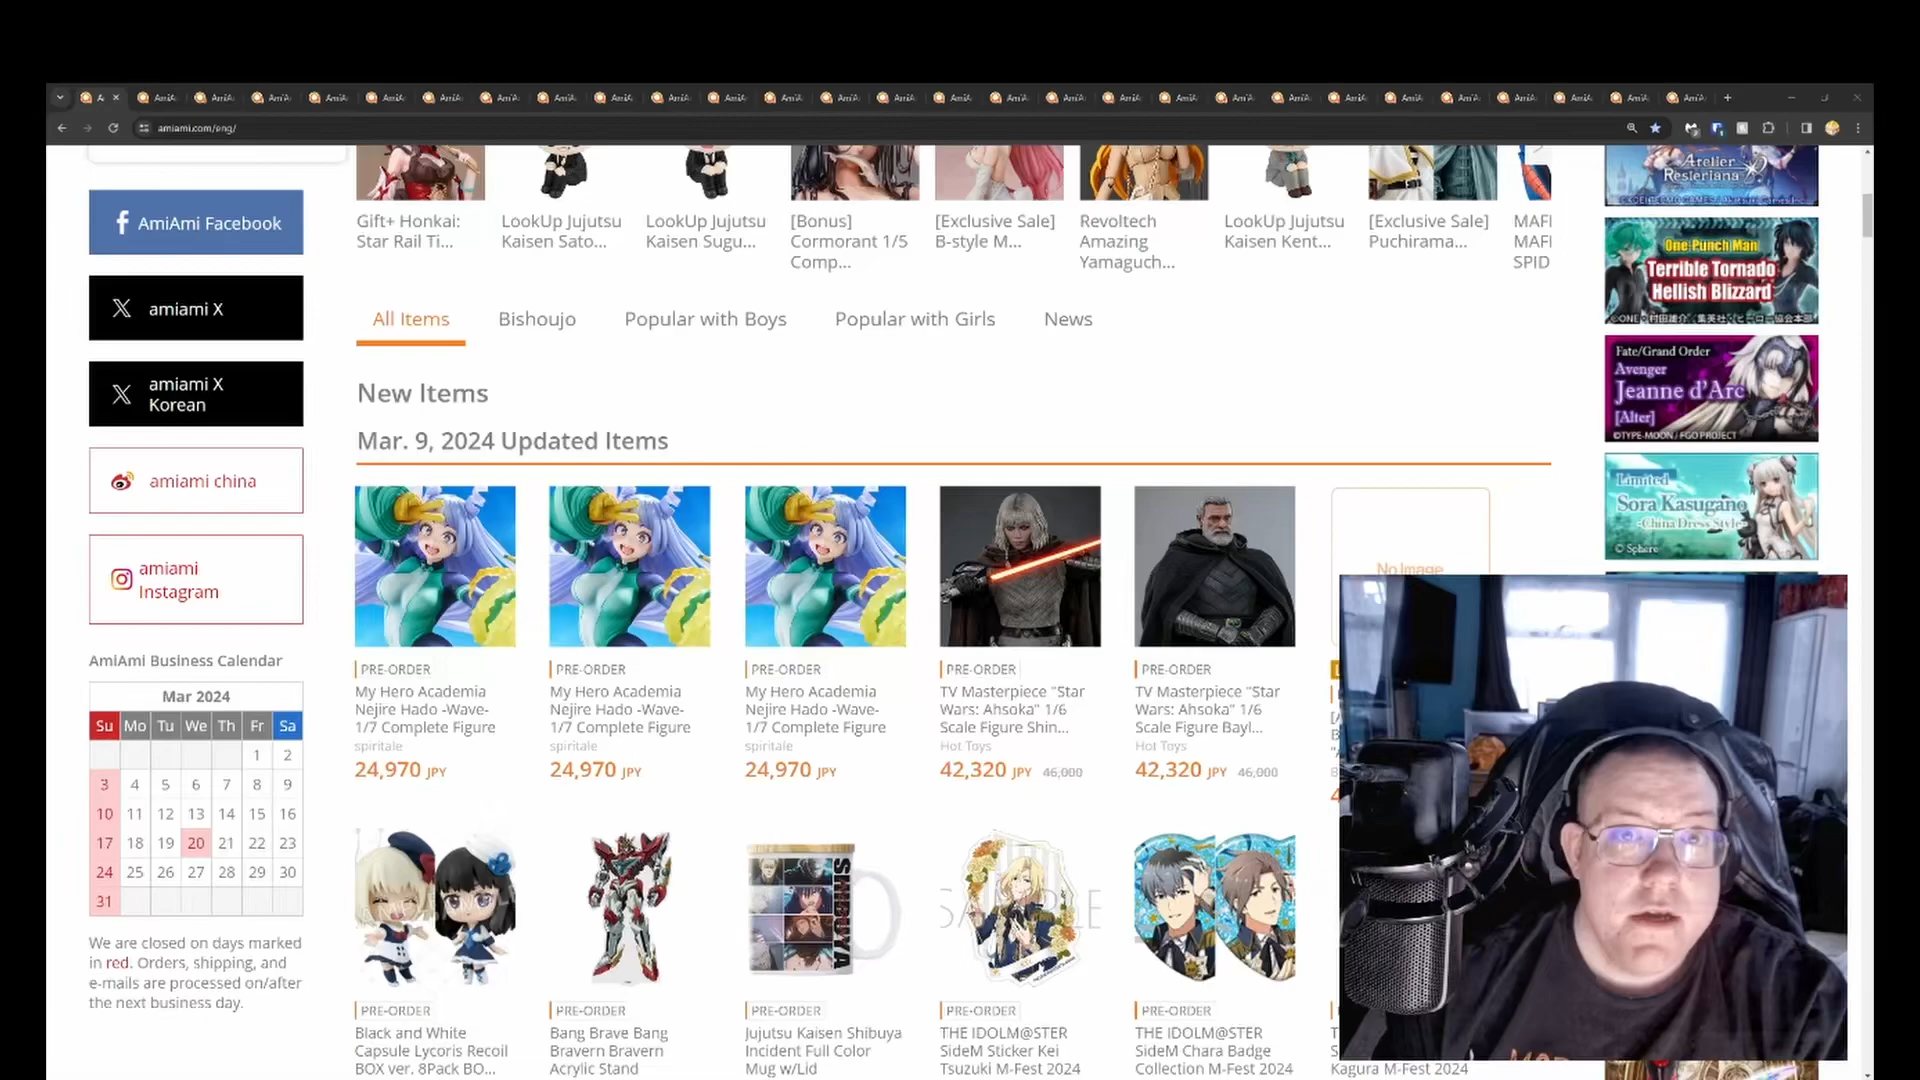 amiami.com/eng/
AmiAmi Facebook
amiami X
amiami X
Korean
amiami china
amiami
Instagram
AmiAmi Business Calendar
Mar 2024
Su Mo Tu We Th Fr Sa
1 2
3 4 5 6 7 8 9
10 11 12 13 14 15 16
17 18 19 20 21 22 23
24 25 26 27 28 29 30
31
We are closed on days marked
in red. Orders, shipping, and
e-mails are processed on/after
the next business day.
Gift+ Honkai:
Star Rail Ti...
LookUp Jujutsu
Kaisen Sato...
LookUp Jujutsu
Kaisen Sugu...
[Bonus]
Cormorant 1/5
Comp...
[Exclusive Sale]
B-style M...
Revoltech
Amazing
Yamaguch...
LookUp Jujutsu
Kaisen Kent...
[Exclusive Sale]
Puchirama...
MAFI
MAFI
SPID
All Items Bishoujo Popular with Boys Popular with Girls News
New Items
Mar. 9, 2024 Updated Items
PRE-ORDER
My Hero Academia
Nejire Hado -Wave-
1/7 Complete Figure
spiritale
24,970 JPY
PRE-ORDER
My Hero Academia
Nejire Hado -Wave-
1/7 Complete Figure
spiritale
24,970 JPY
PRE-ORDER
My Hero Academia
Nejire Hado -Wave-
1/7 Complete Figure
spiritale
24,970 JPY
PRE-ORDER
TV Masterpiece "Star
Wars: Ahsoka" 1/6
Scale Figure Shin...
Hot Toys
42,320 JPY 46,000
PRE-ORDER
TV Masterpiece "Star
Wars: Ahsoka" 1/6
Scale Figure Bayl...
Hot Toys
42,320 JPY 46,000
No Image
PRE-ORDER
Black and White
Capsule Lycoris Recoil
BOX ver. 8Pack BO...
PRE-ORDER
Bang Brave Bang
Bravern Bravern
Acrylic Stand
SHIBUYA
PRE-ORDER
Jujutsu Kaisen Shibuya
Incident Full Color
Mug w/Lid
SAMPLE
PRE-ORDER
THE IDOLM@STER
SideM Sticker Kei
Tsuzuki M-Fest 2024
PRE-ORDER
THE IDOLM@STER
SideM Chara Badge
Collection M-Fest 2024
Kagura M-Fest 2024
Atelier
Resleriana
One-Punch Man
Terrible Tornado
Hellish Blizzard
Fate/Grand Order
Avenger
Jeanne d'Arc
[Alter]
©TYPE-MOON / FGO PROJECT
Limited
Sora Kasugano
-China Dress Style-
© Sphere